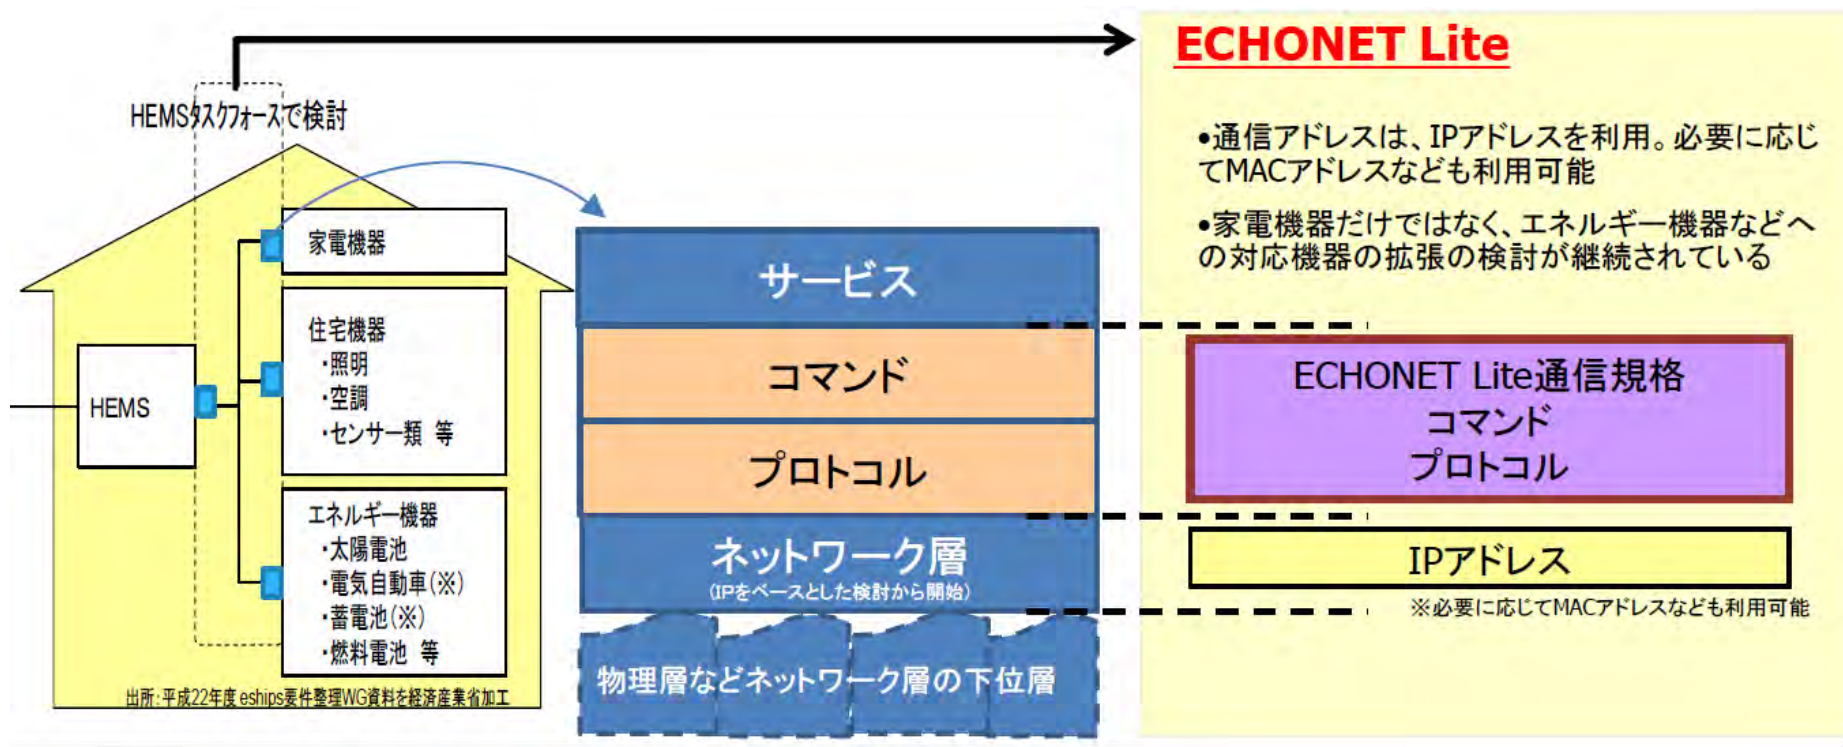 HEMSタスクフォースで検討
HEMS
家電機器
住宅機器
・照明
・空調
・センサー類 等
エネルギー機器
・太陽電池
・電気自動車(※)
・蓄電池(※)
・燃料電池 等
出所:平成22年度 eships要件整理WG資料を経済産業省加工
サービス
コマンド
プロトコル
ネットワーク層
(IPをベースとした検討から開始)
物理層などネットワーク層の下位層
ECHONET Lite
•通信アドレスは、IPアドレスを利用。必要に応じ
てMACアドレスなども利用可能
•家電機器だけではなく、エネルギー機器などへ
の対応機器の拡張の検討が継続されている
ECHONET Lite通信規格
コマンド
プロトコル
IPアドレス
※必要に応じてMACアドレスなども利用可能